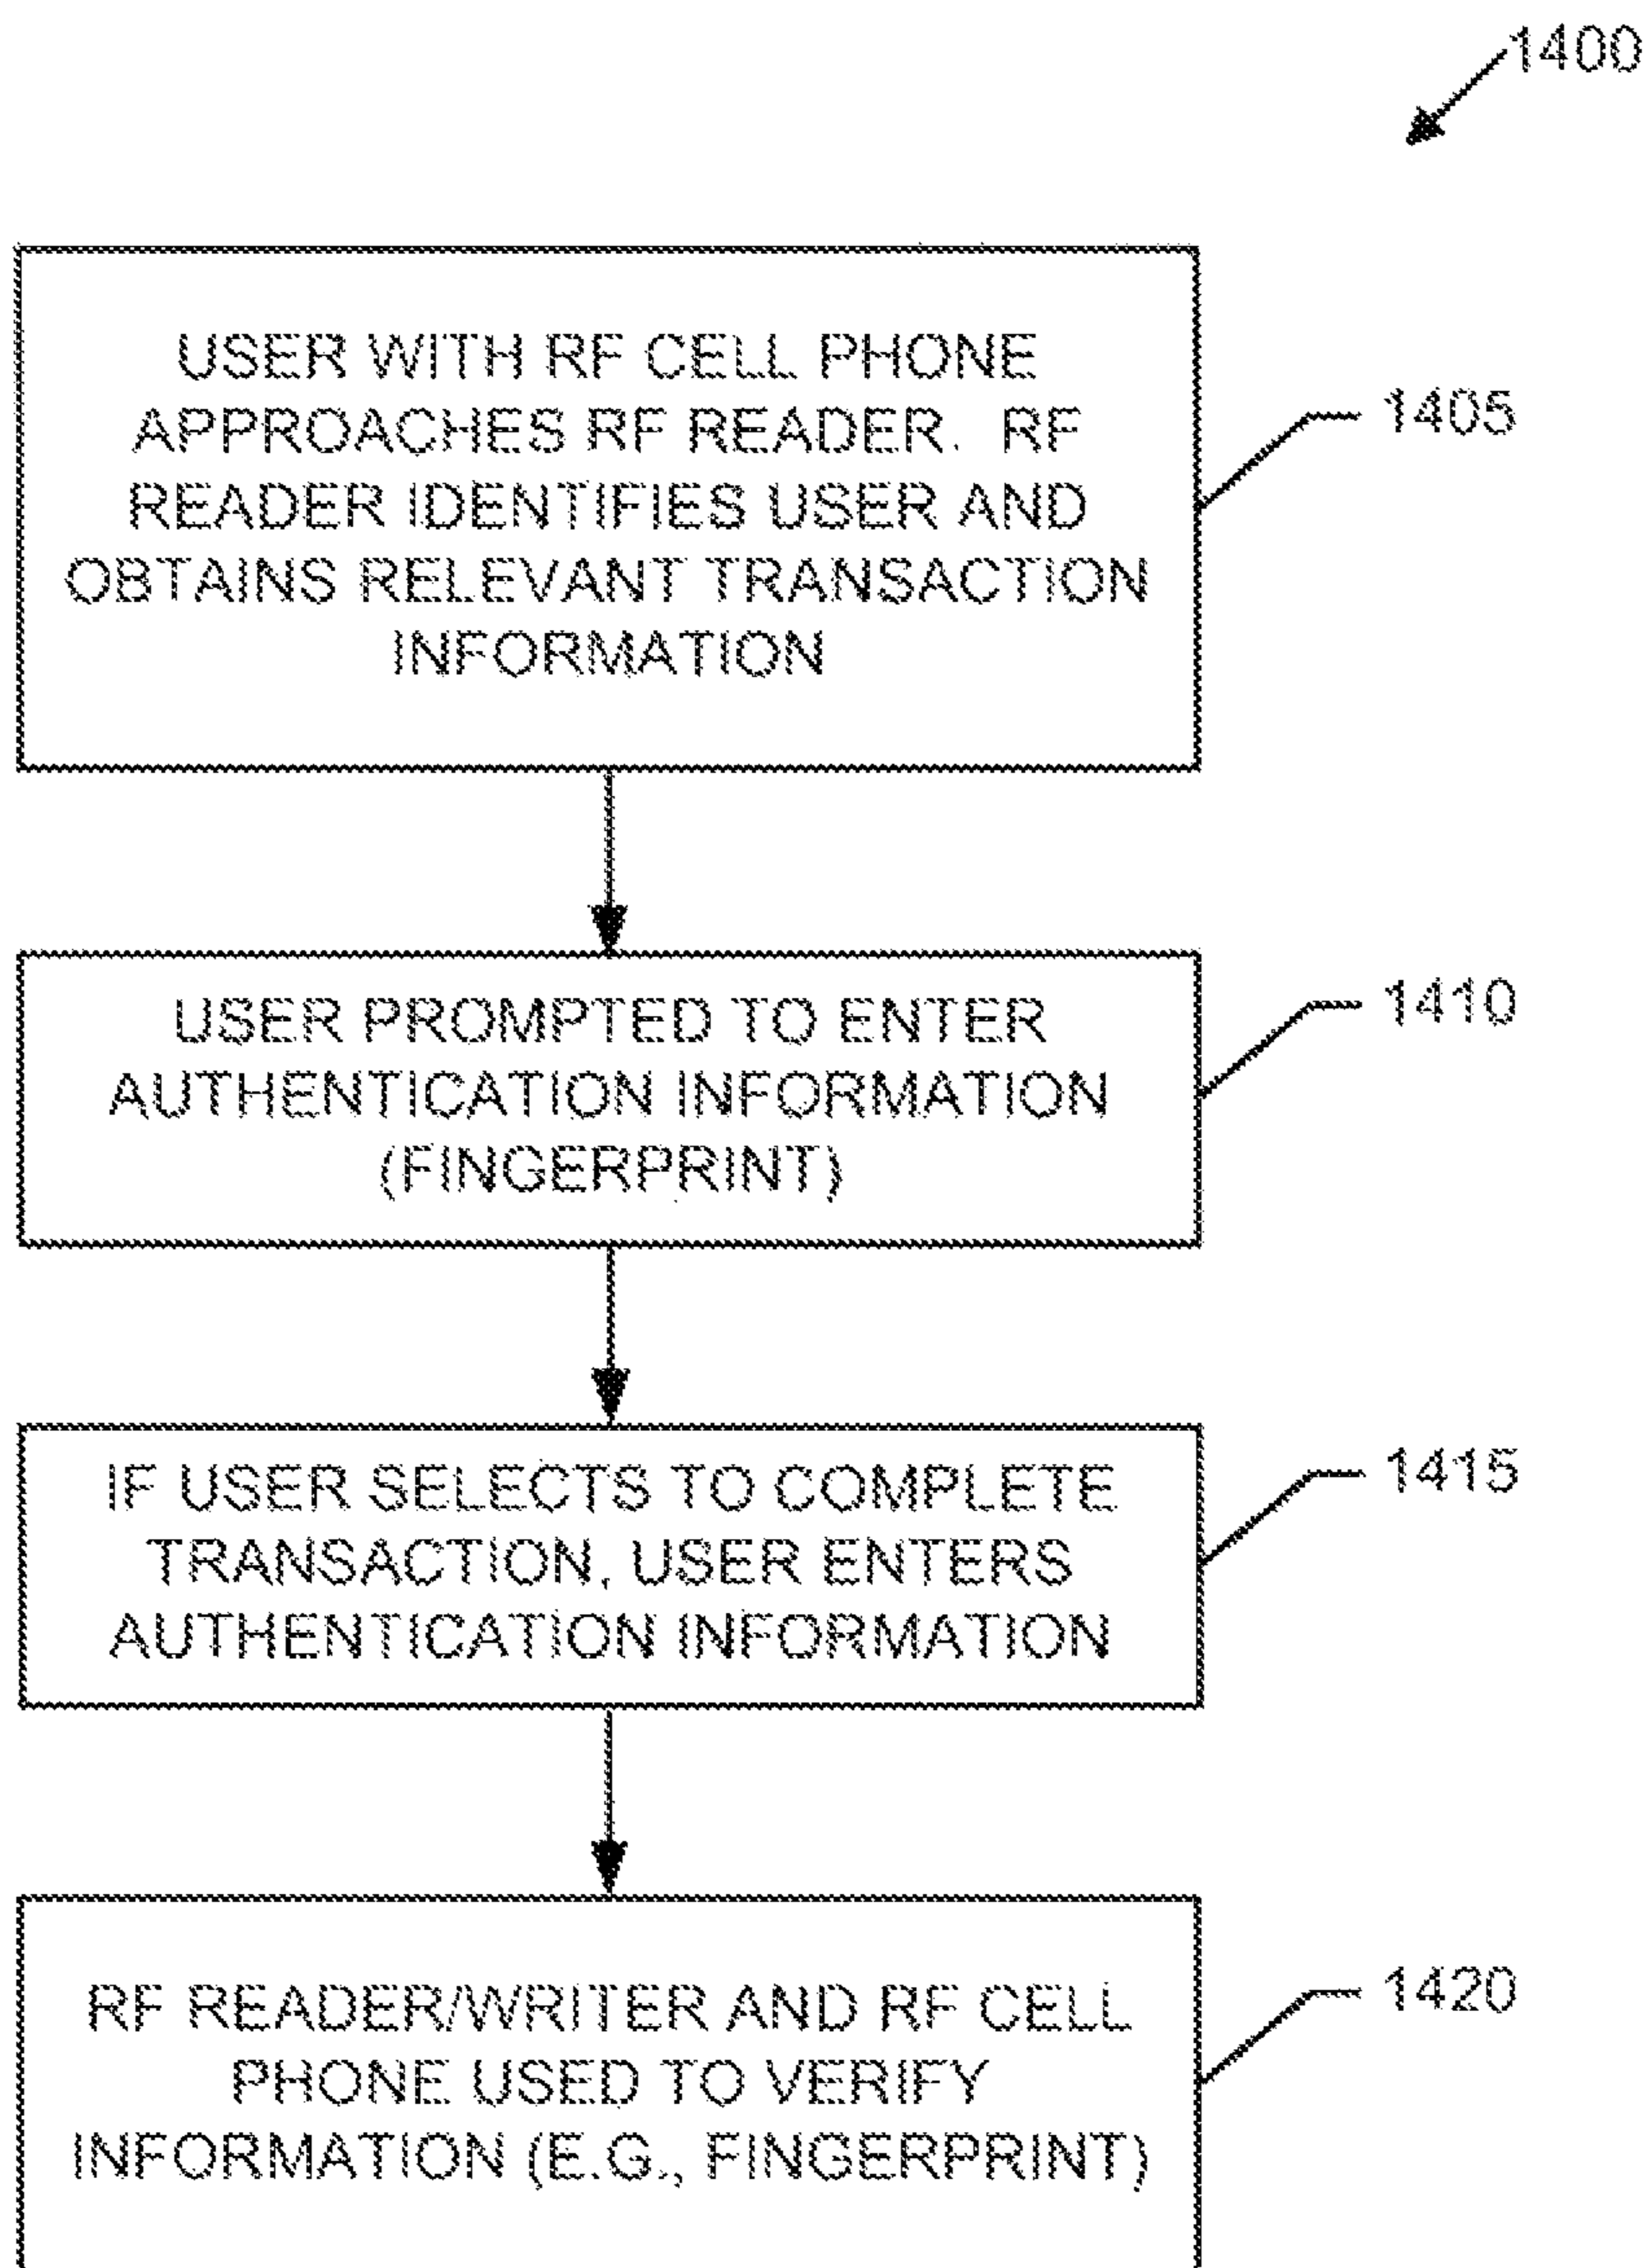 1400
USER WITH RF CELL PHONE
APPROACHES RF READER. RF
READER IDENTIFIES USER AND
OBTAINS RELEVANT TRANSACTION
INFORMATION
1405
USER PROMPTED TO ENTER
AUTHENTICATION INFORMATION
(FINGERPRINT)
1410
IF USER SELECTS TO COMPLETE
TRANSACTION, USER ENTERS
AUTHENTICATION INFORMATION
1415
RF READER/WRITER AND RF CELL
PHONE USED TO VERIFY
INFORMATION (E.G., FINGERPRINT)
1420